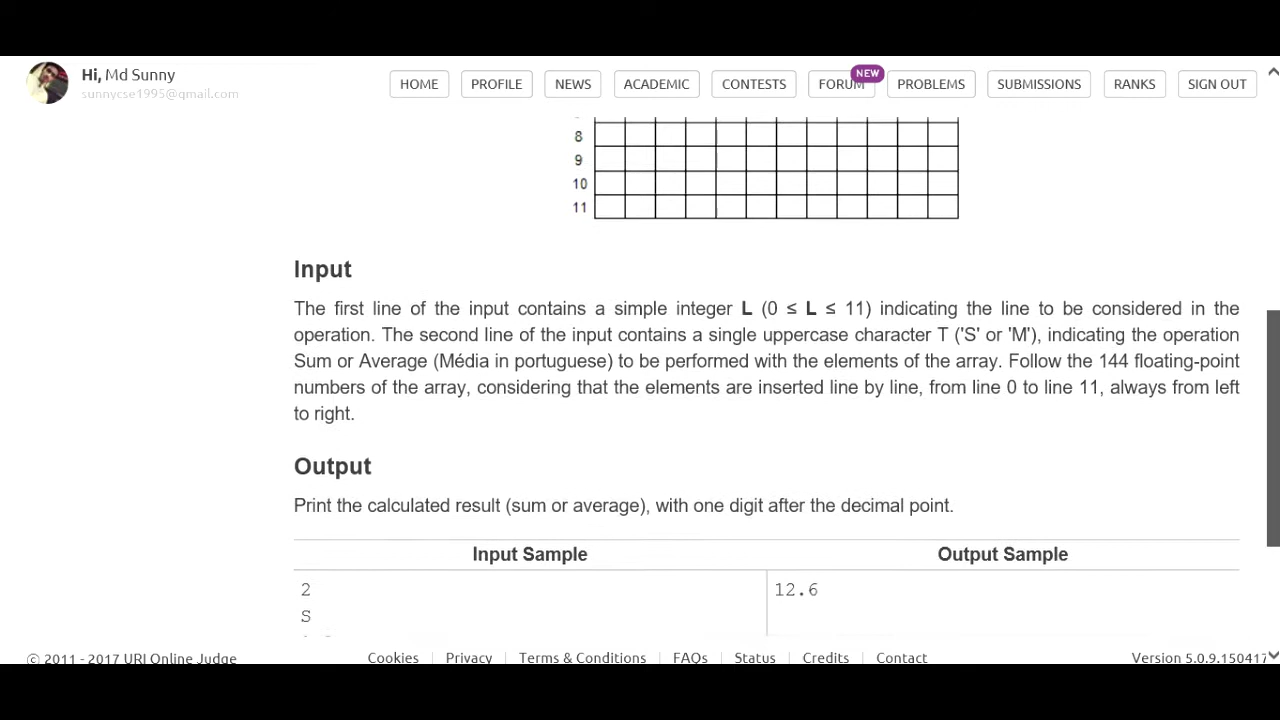 Hi, Md Sunny
sunnycse1995@gmail.com
HOME PROFILE NEWS ACADEMIC CONTESTS FORUM NEW PROBLEMS SUBMISSIONS RANKS SIGN OUT
8
9
10
11
Input
The first line of the input contains a simple integer L (0 ≤ L ≤ 11) indicating the line to be considered in the
operation. The second line of the input contains a single uppercase character T ('S' or 'M'), indicating the operation
Sum or Average (Média in portuguese) to be performed with the elements of the array. Follow the 144 floating-point
numbers of the array, considering that the elements are inserted line by line, from line 0 to line 11, always from left
to right.
Output
Print the calculated result (sum or average), with one digit after the decimal point.
Input Sample Output Sample
2 12.6
S
© 2011 - 2017 URI Online Judge Cookies Privacy Terms & Conditions FAQs Status Credits Contact Version 5.0.9.150417